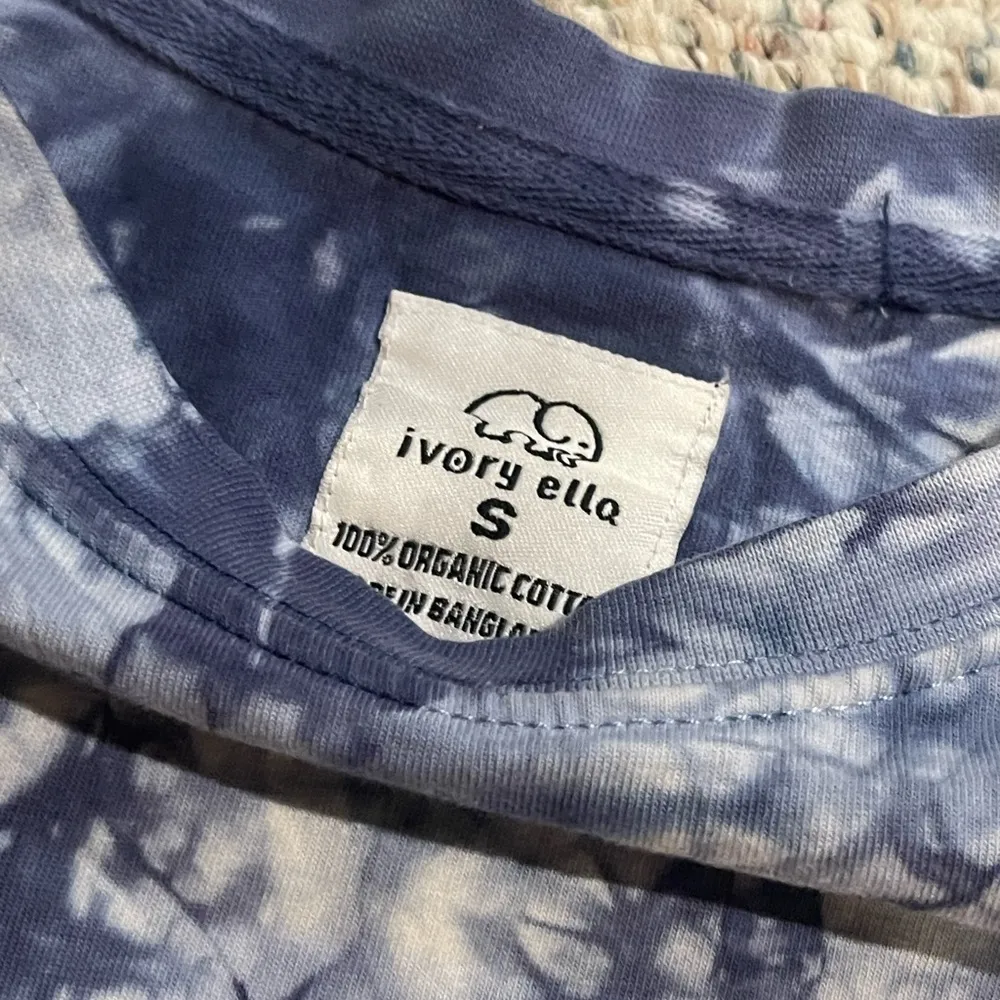 ivory ella
S
100% ORGANIC COTT
IN BANGLA